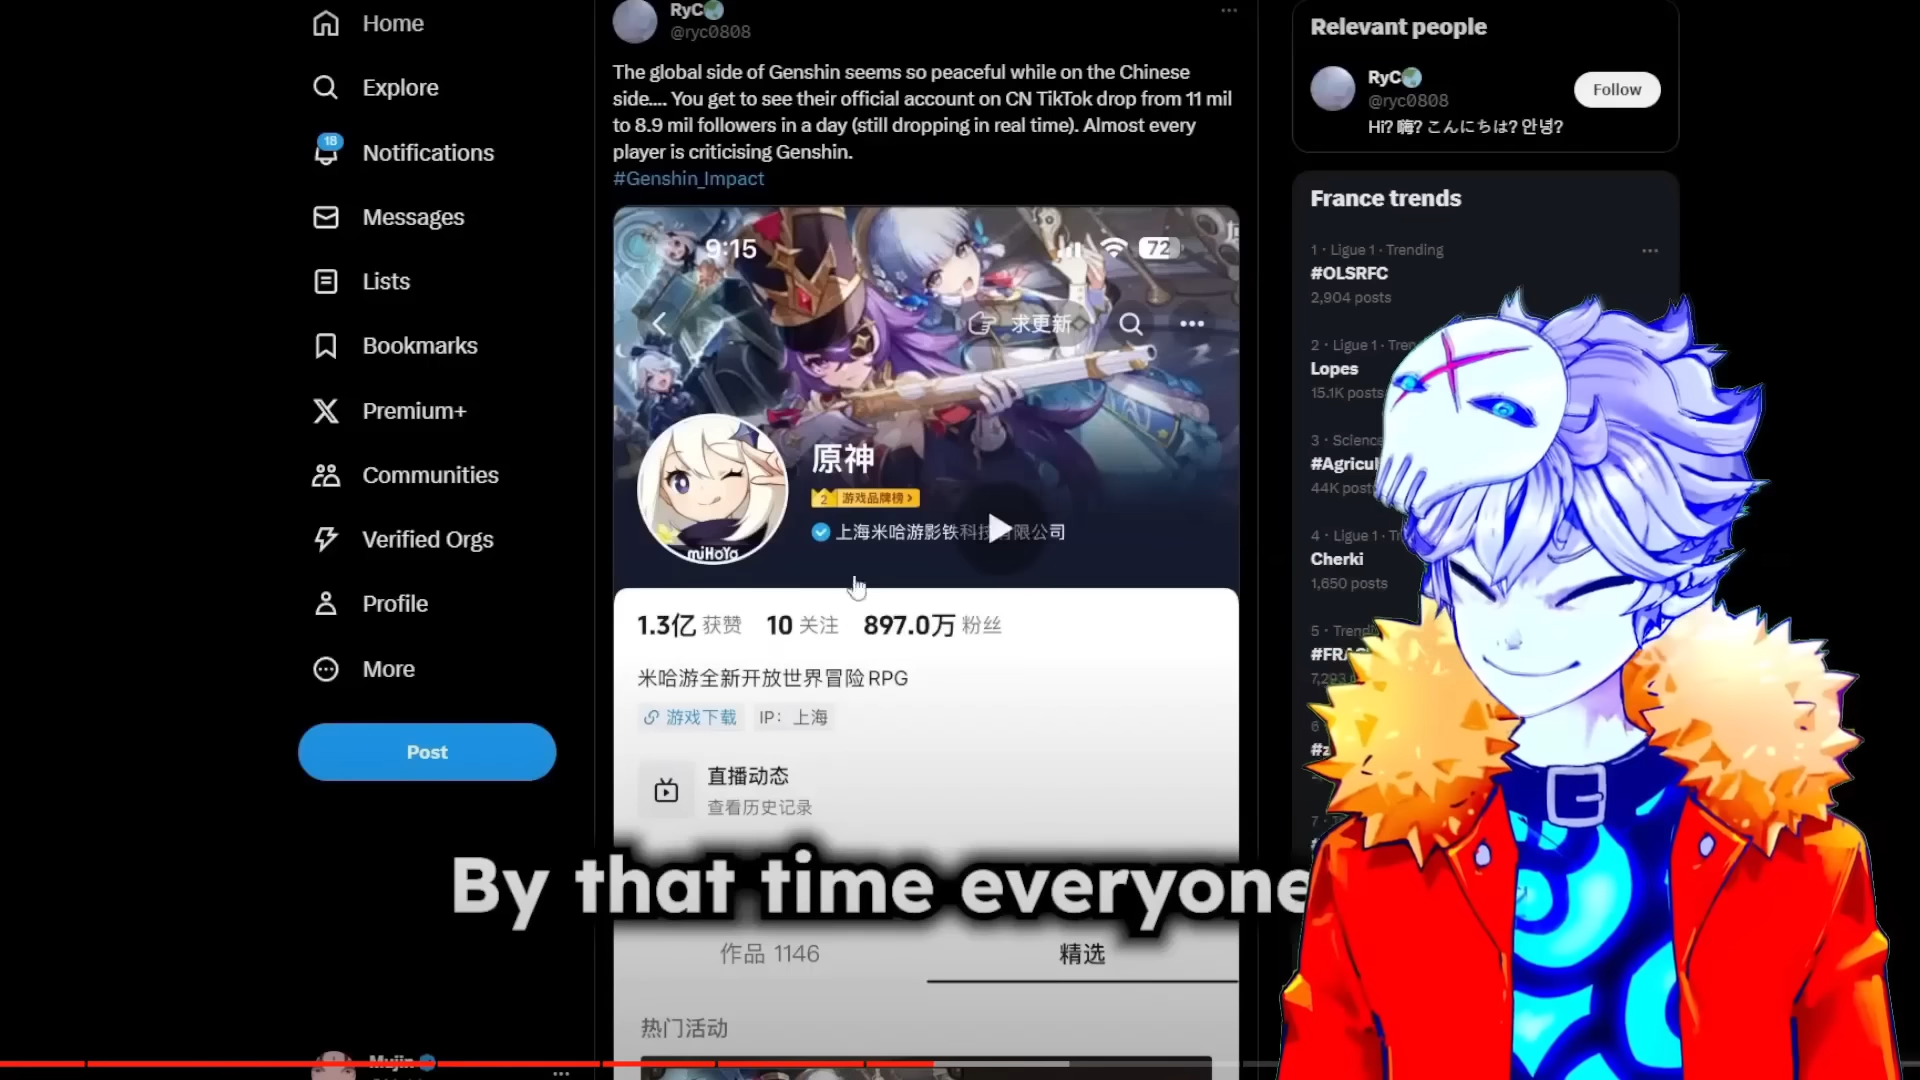 Home
Explore
18
Notifications
Messages
Lists
Bookmarks
Premium+
Communities
Verified Orgs
Profile
More
Post
Mujin
RyC
@ryc0808
The global side of Genshin seems so peaceful while on the Chinese
side.... You get to see their official account on CN TikTok drop from 11 mil
to 8.9 mil followers in a day (still dropping in real time). Almost every
player is criticising Genshin.
#Genshin_Impact
9:15
72
求更新
原神
2 游戏品牌榜
上海米哈游影铁科技有限公司
miHoYo
1.3亿 获赞 10 关注 897.0万 粉丝
米哈游全新开放世界冒险RPG
游戏下载 IP: 上海
直播动态
查看历史记录
By that time everyone
作品 1146 精选
热门活动
Relevant people
RyC
@ryc0808
Follow
Hi? 嗨? こんにちは? 안녕?
France trends
1 · Ligue 1 · Trending
#OLSRFC
2,904 posts
2 · Ligue 1 ·
Lopes
15.1K posts
3 · Science
44K
4 · Ligue 1 ·
Cherki
1,650 posts
5 ·
7,293
6
7